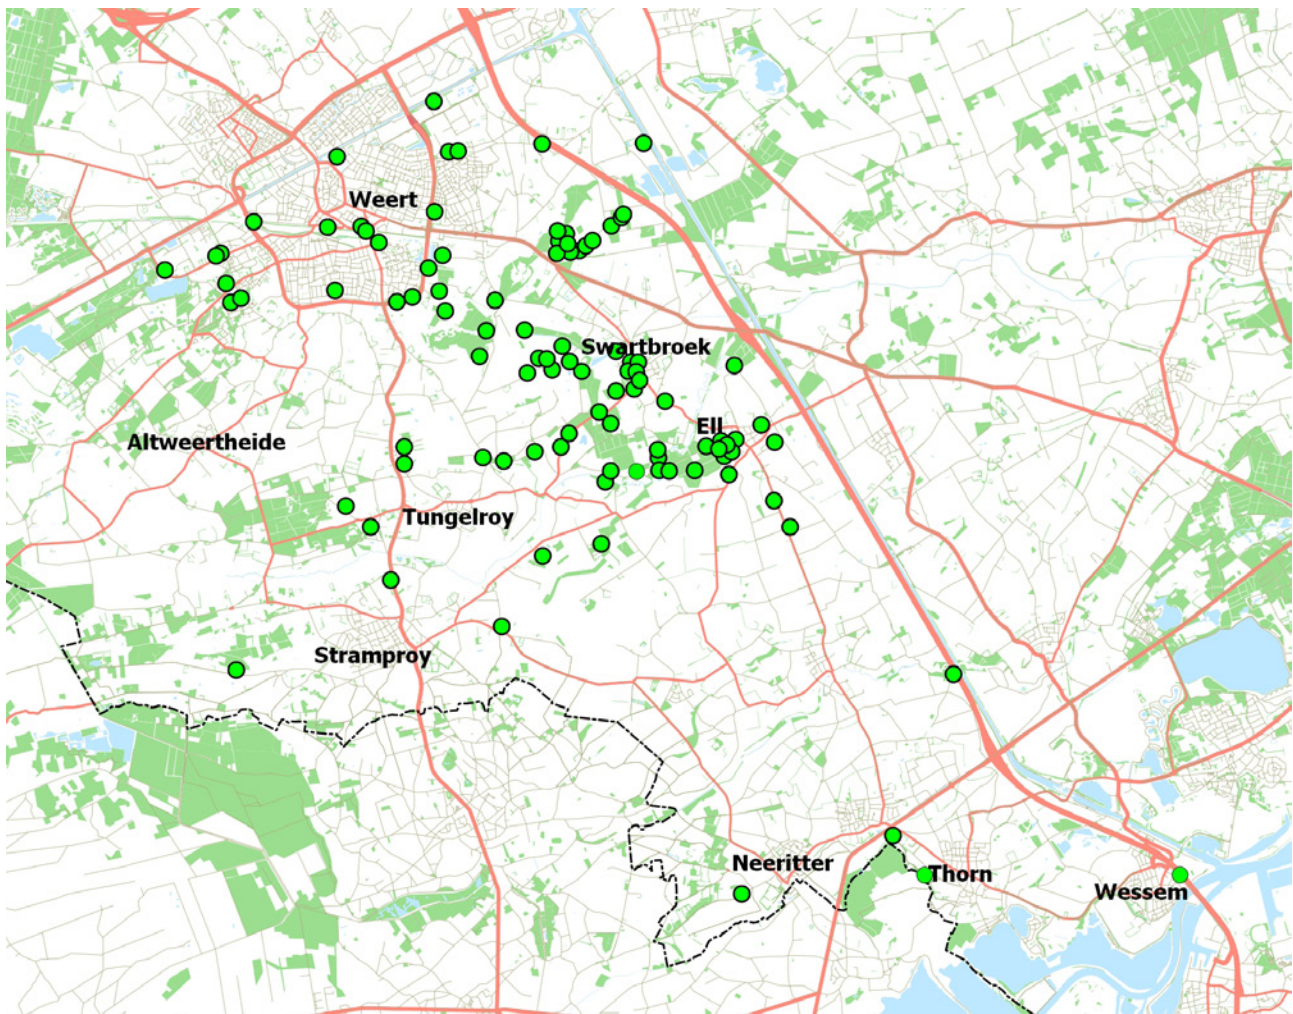 Weert
Swartbroek
Ell
Altweertheide
Tungelroy
Stramproy
Neeritter
Thorn
Wessem